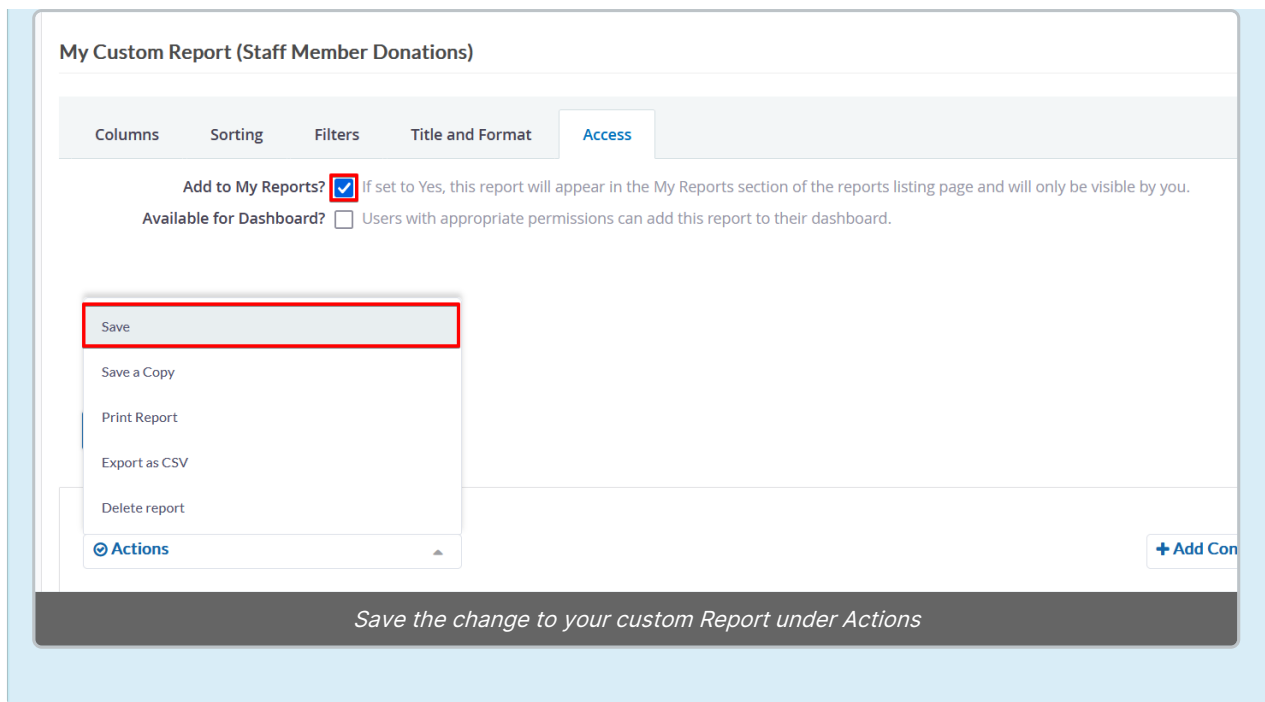 My Custom Report (Staff Member Donations)
Columns Sorting Filters Title and Format Access
Add to My Reports? If set to Yes, this report will appear in the My Reports section of the reports listing page and will only be visible by you.
Available for Dashboard? Users with appropriate permissions can add this report to their dashboard.
Save
Save a Copy
Print Report
Export as CSV
Delete report
Actions
Add Con
Save the change to your custom Report under Actions